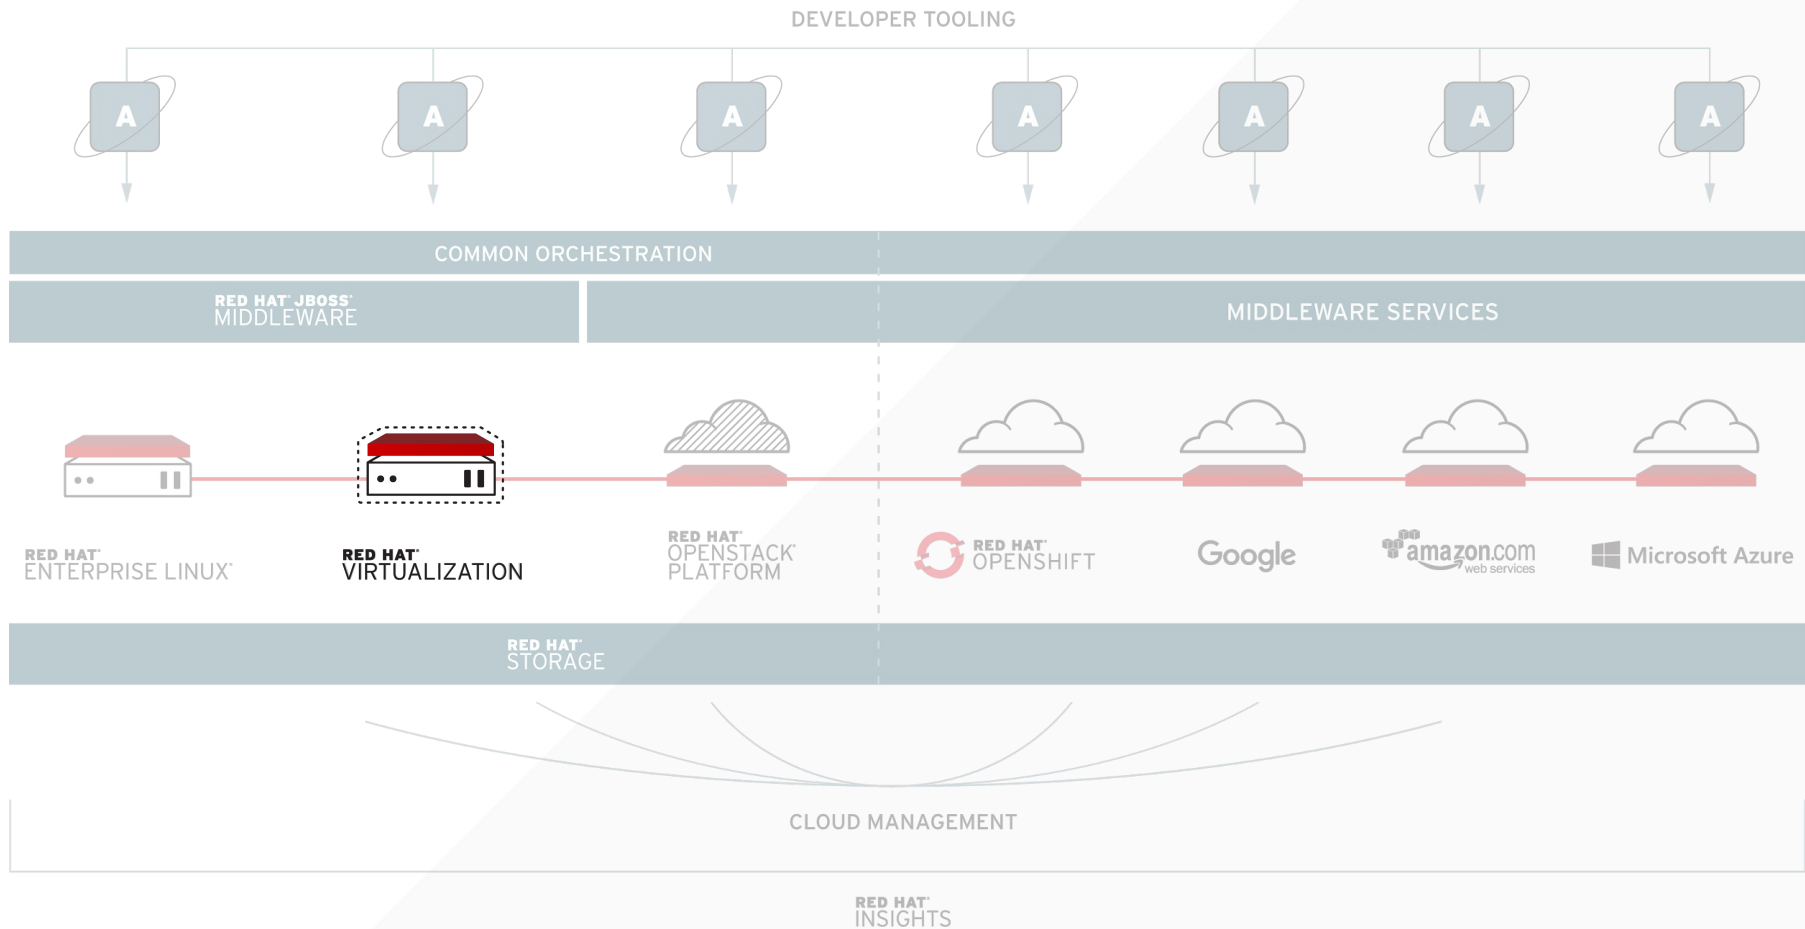 DEVELOPER TOOLING
A A A A A A A
COMMON ORCHESTRATION
RED HAT® JBOSS®
MIDDLEWARE
MIDDLEWARE SERVICES
RED HAT®
ENTERPRISE LINUX®
RED HAT®
VIRTUALIZATION
RED HAT®
OPENSTACK®
PLATFORM
RED HAT®
OPENSHIFT
Google
amazon.com
web services
Microsoft Azure
RED HAT®
STORAGE
CLOUD MANAGEMENT
RED HAT®
INSIGHTS